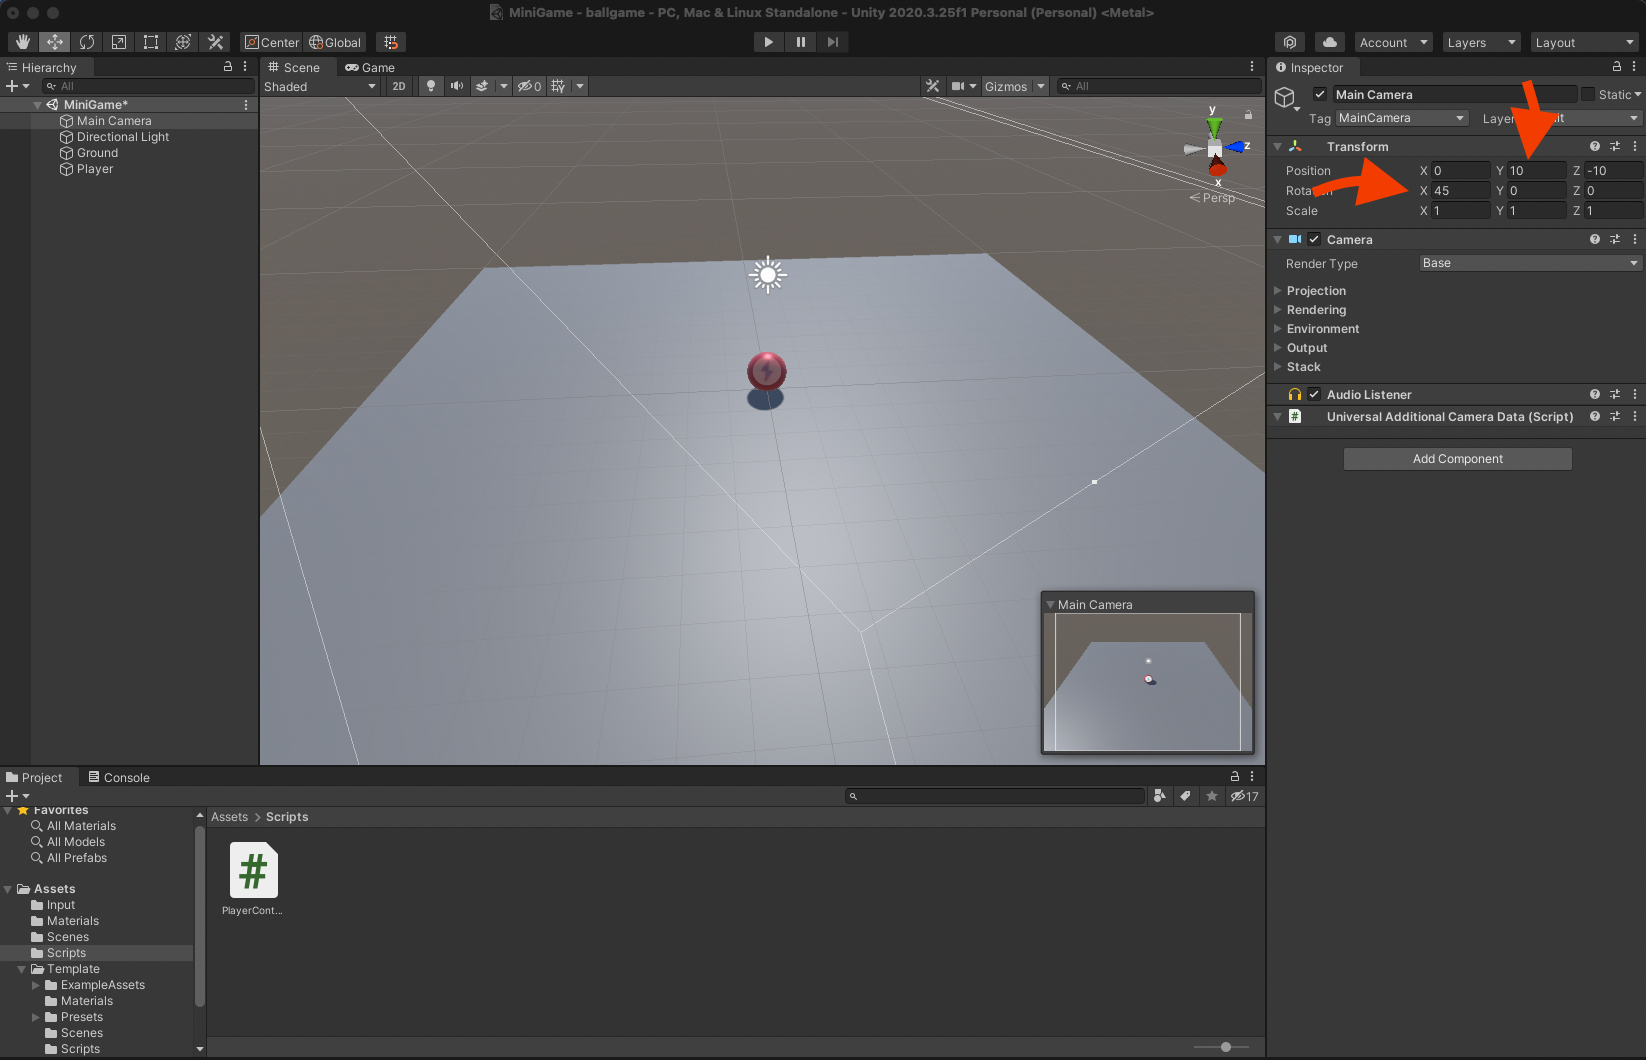 MiniGame - ballgame - PC, Mac & Linux Standalone - Unity 2020.3.25f1 Personal (Personal) <Metal>
Center Global
Account Layers Layout
Hierarchy
All
MiniGame*
Main Camera
Directional Light
Ground
Player
Scene Game
Shaded 2D 0 Gizmos All
y
z
x
Persp
Main Camera
Inspector
Main Camera Static
Tag MainCamera
Transform
Position X 0 Y 10 Z -10
X 45 Y 0 Z 0
Scale X 1 Y 1 Z 1
Camera
Render Type Base
Projection
Rendering
Environment
Output
Stack
Audio Listener
# Universal Additional Camera Data (Script)
Add Component
Project Console
17
Favorites
All Materials
All Models
All Prefabs
Assets
Input
Materials
Scenes
Scripts
Template
ExampleAssets
Materials
Presets
Scenes
Scripts
Assets > Scripts
#
PlayerCont...